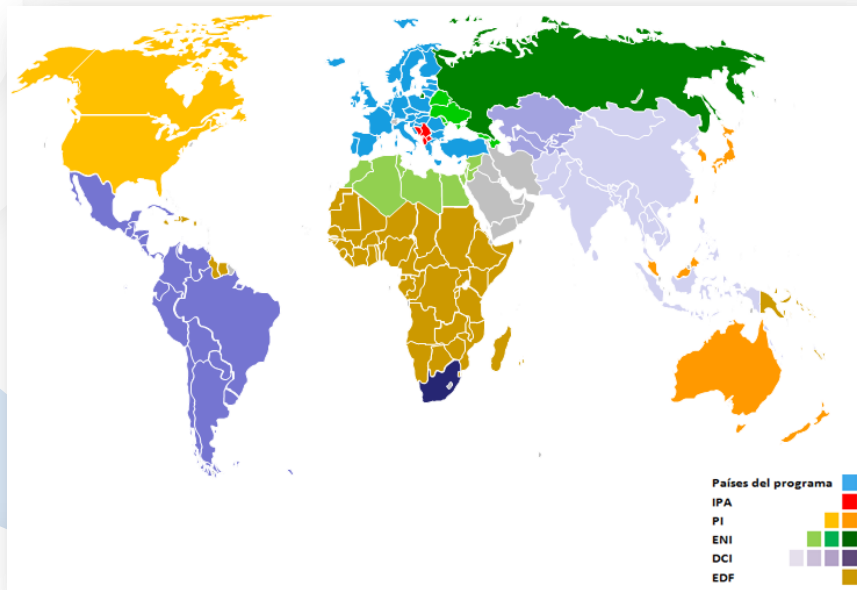 Países del programa
IPA
PI
ENI
DCI
EDF